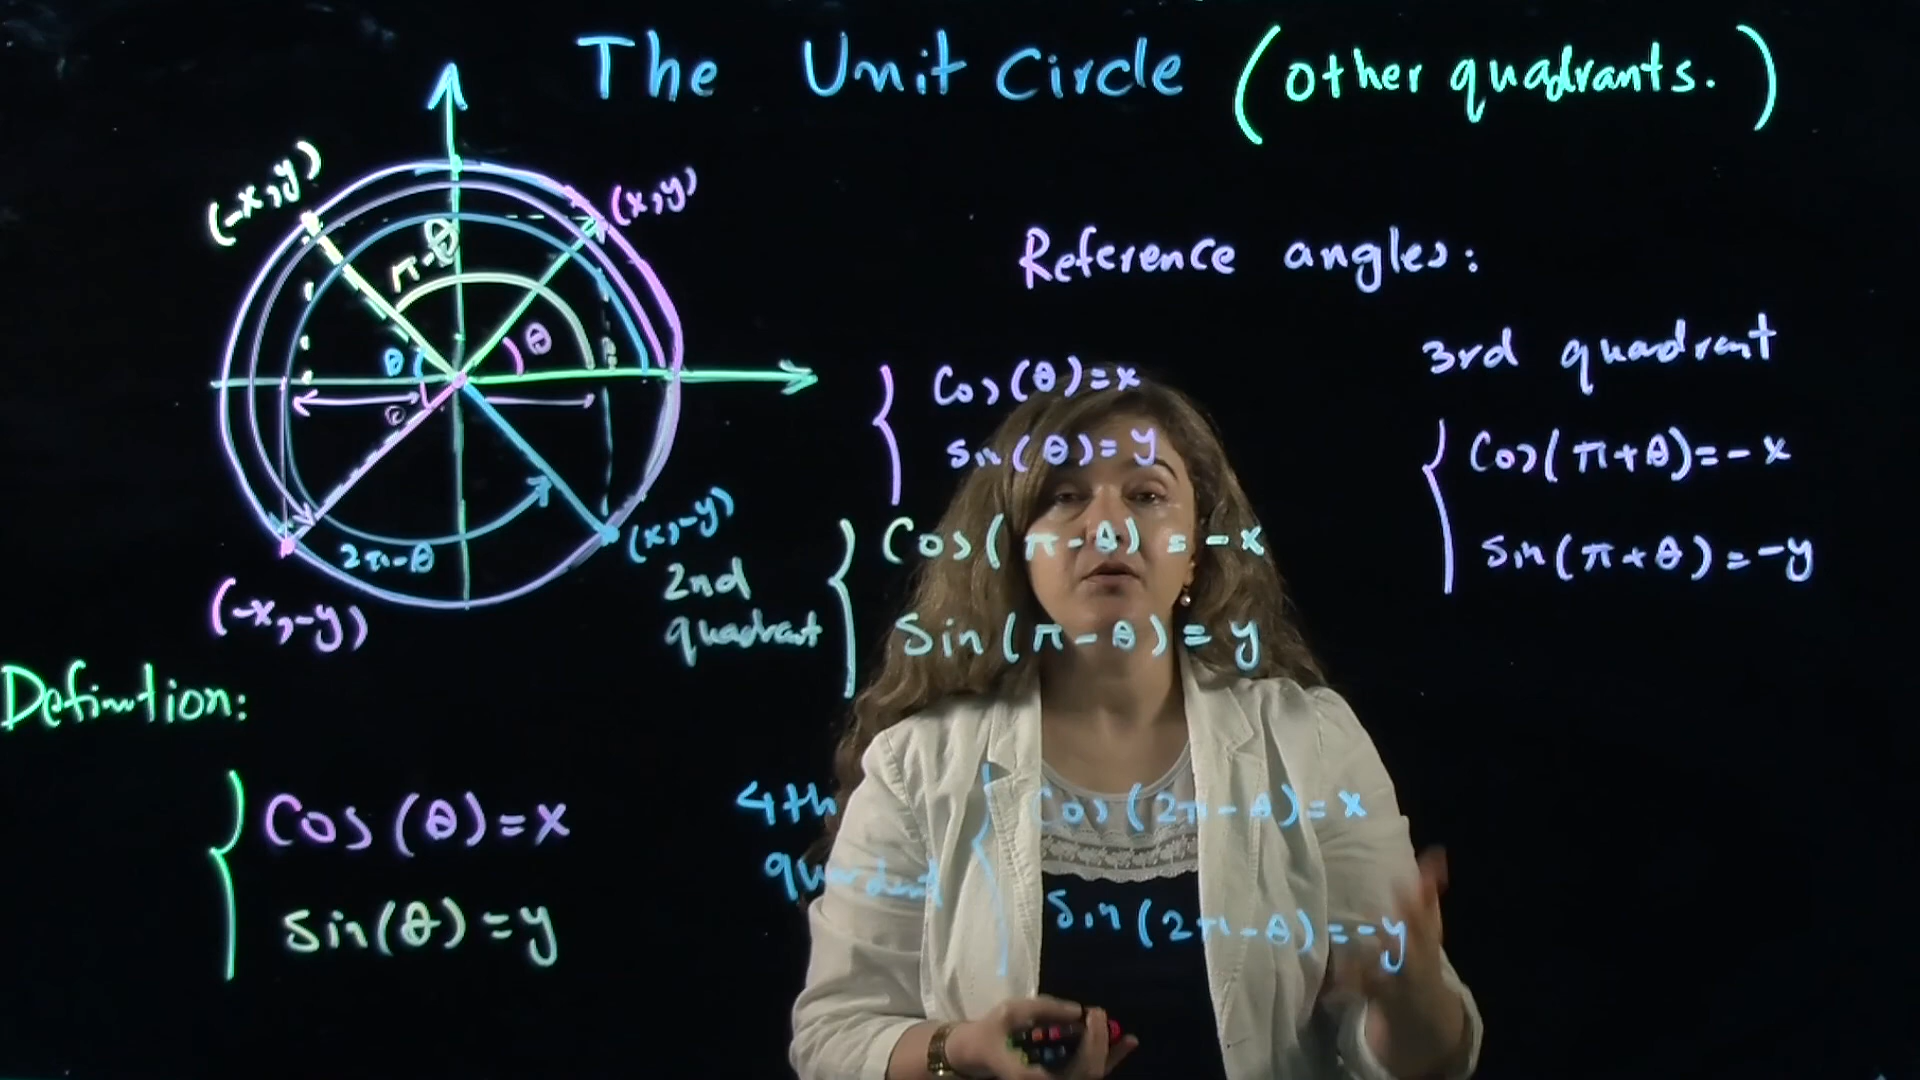 The Unit Circle (other quadrants.)
(-x,y)
(x,y)
π-θ
θ
θ
θ
2π-θ
(x,-y)
(-x,-y)
Reference angles:
Cos(θ)=x
Sin(θ)=y
2nd
quadrant
Cos(π-θ) = -x
Sin(π-θ) = y
3rd quadrant
Cos(π+θ)=-x
Sin(π+θ)=-y
Definition:
Cos(θ)=x
Sin(θ)=y
4th
quadrant
Cos(2π-θ)=x
Sin(2π-θ)=-y